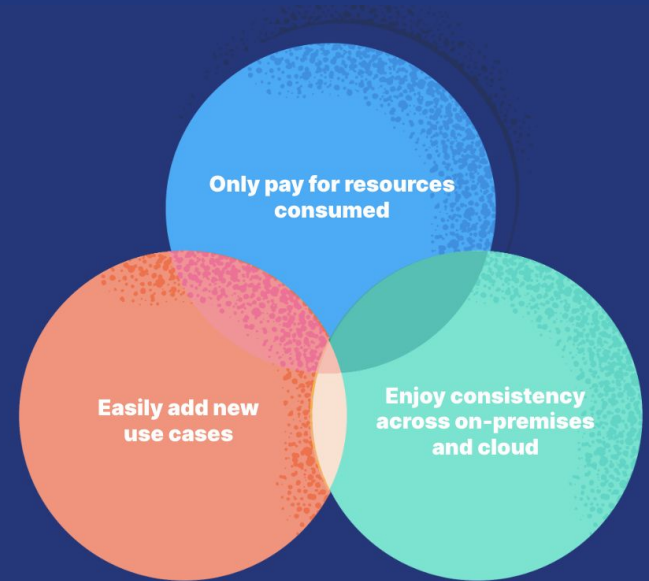 Only pay for resources
consumed
Easily add new
use cases
Enjoy consistency
across on-premises
and cloud